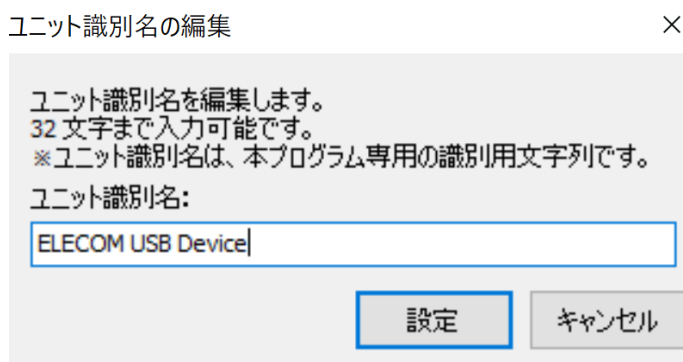 ユニット識別名の編集
ユニット識別名を編集します。
32 文字まで入力可能です。
※ユニット識別名は、本プログラム専用の識別用文字列です。
ユニット識別名:
ELECOM USB Device
設定
キャンセル